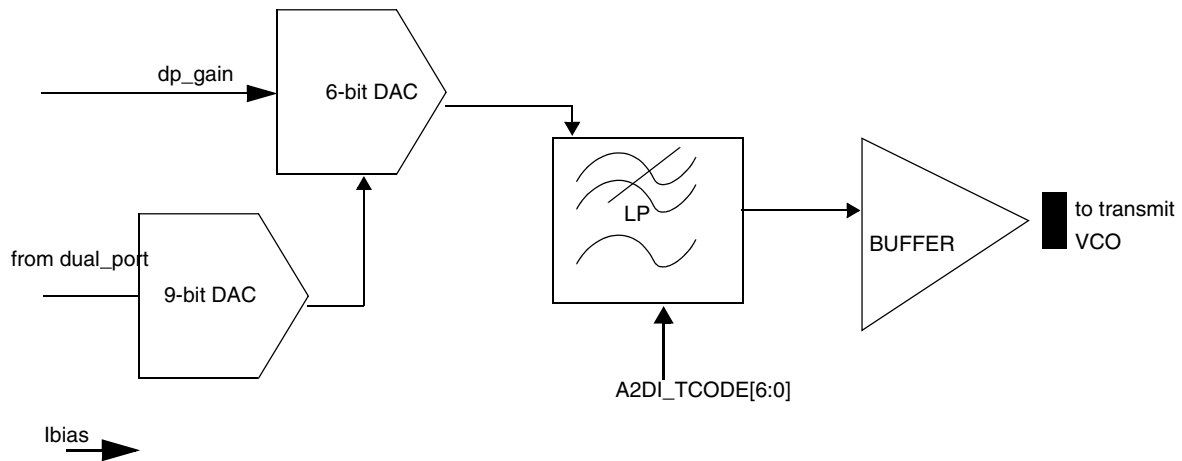 dp_gain
6-bit DAC
from dual_port
9-bit DAC
LP
BUFFER
to transmit
VCO
A2DI_TCODE[6:0]
Ibias